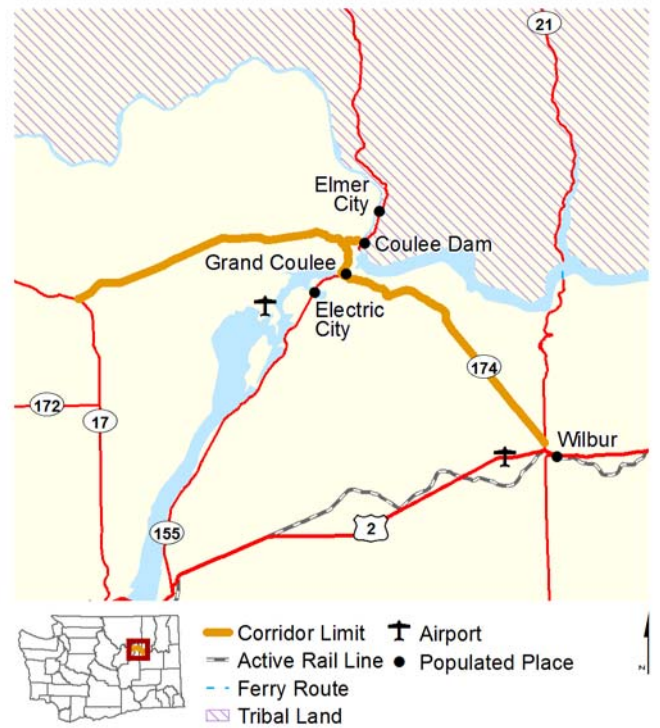 21
Elmer
City
Coulee Dam
Grand Coulee
Electric
City
174
172
17
Wilbur
155
2
Corridor Limit
Airport
Active Rail Line
Populated Place
Ferry Route
Tribal Land
N